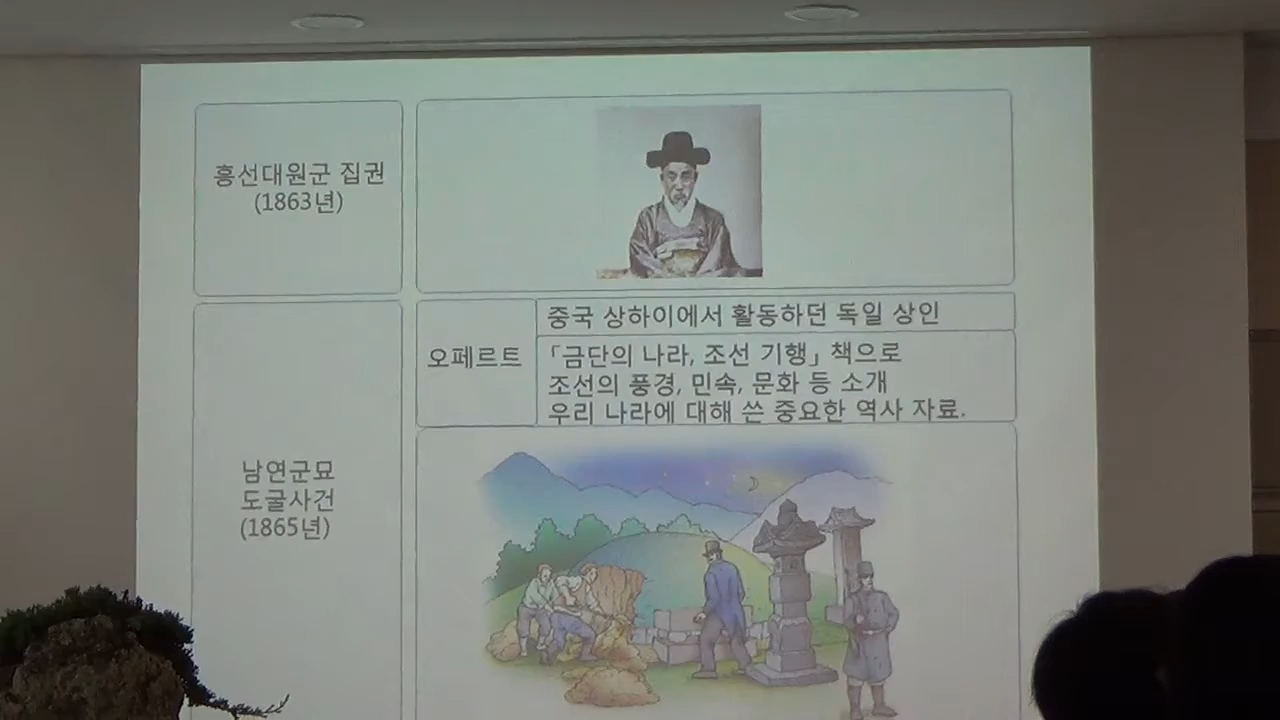 흥선대원군 집권
(1863년)
오페르트
중국 상하이에서 활동하던 독일 상인
「금단의 나라, 조선 기행」 책으로
조선의 풍경, 민속, 문화 등 소개
우리 나라에 대해 쓴 중요한 역사 자료.
남연군묘
도굴사건
(1865년)